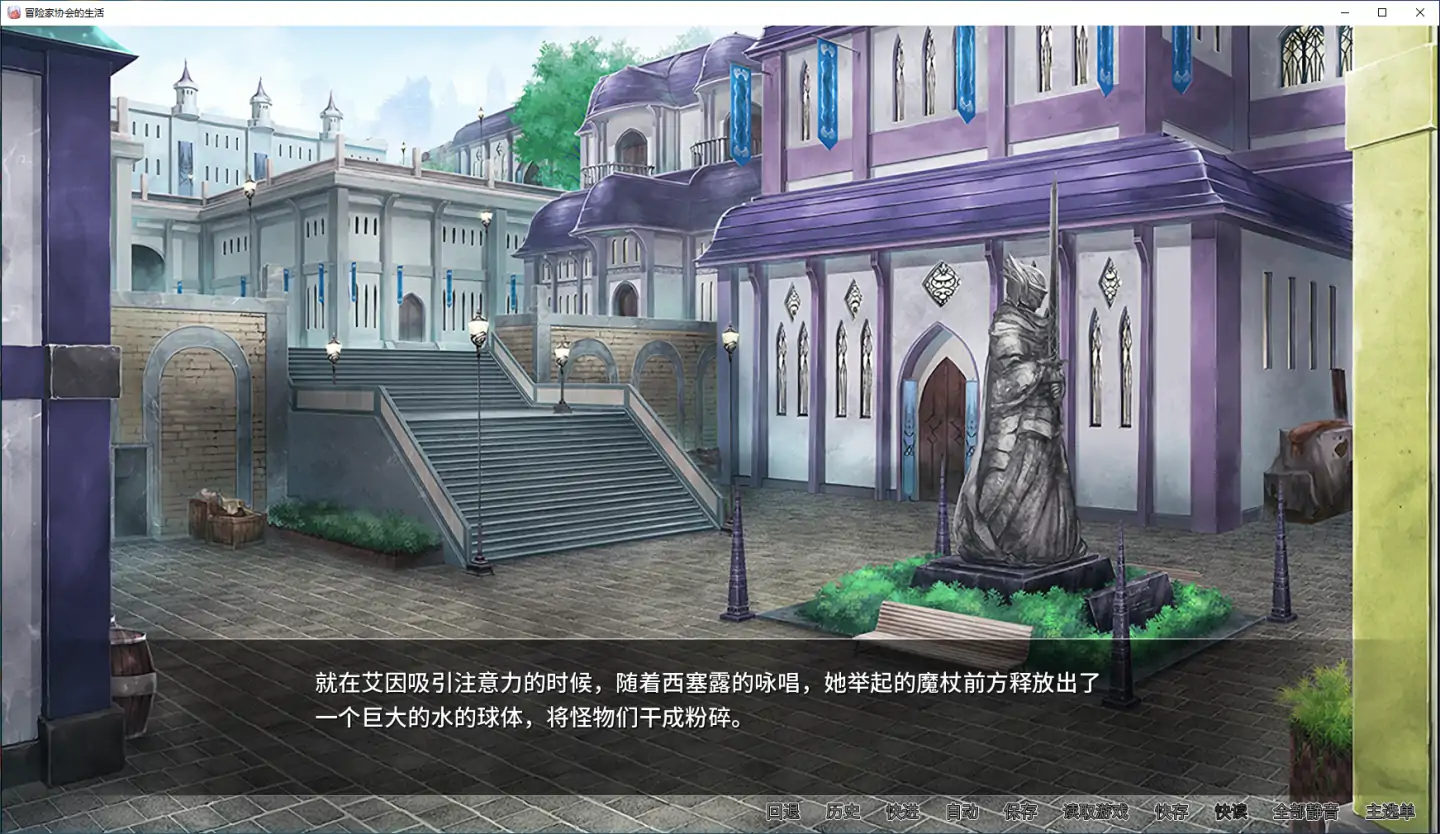 冒险家协会的生活
就在艾因吸引注意力的时候，随着西塞露的咏唱，她举起的魔杖前方释放出了
一个巨大的水的球体，将怪物们干成粉碎。
回退 历史 快进 自动 保存 读取游戏 快存 快读 全部静音 主选单